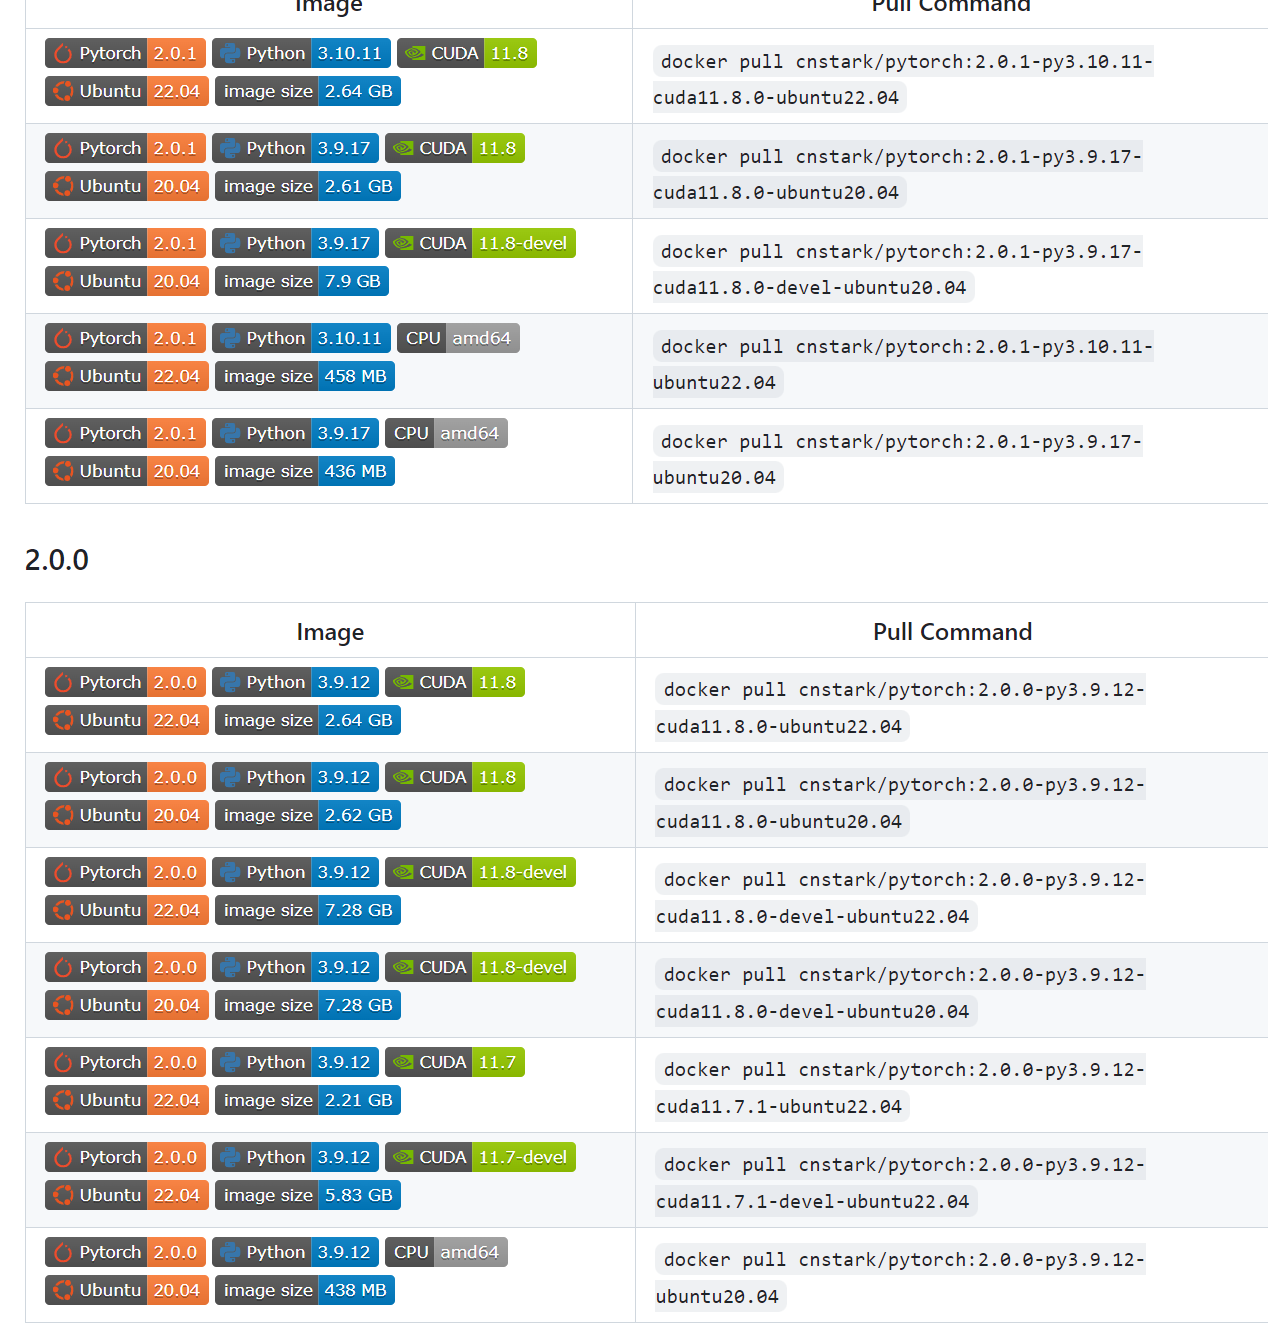 Image Pull Command
Pytorch 2.0.1 Python 3.10.11 CUDA 11.8
Ubuntu 22.04 image size 2.64 GB
docker pull cnstark/pytorch:2.0.1-py3.10.11-
cuda11.8.0-ubuntu22.04
Pytorch 2.0.1 Python 3.9.17 CUDA 11.8
Ubuntu 20.04 image size 2.61 GB
docker pull cnstark/pytorch:2.0.1-py3.9.17-
cuda11.8.0-ubuntu20.04
Pytorch 2.0.1 Python 3.9.17 CUDA 11.8-devel
Ubuntu 20.04 image size 7.9 GB
docker pull cnstark/pytorch:2.0.1-py3.9.17-
cuda11.8.0-devel-ubuntu20.04
Pytorch 2.0.1 Python 3.10.11 CPU amd64
Ubuntu 22.04 image size 458 MB
docker pull cnstark/pytorch:2.0.1-py3.10.11-
ubuntu22.04
Pytorch 2.0.1 Python 3.9.17 CPU amd64
Ubuntu 20.04 image size 436 MB
docker pull cnstark/pytorch:2.0.1-py3.9.17-
ubuntu20.04
2.0.0
Image Pull Command
Pytorch 2.0.0 Python 3.9.12 CUDA 11.8
Ubuntu 22.04 image size 2.64 GB
docker pull cnstark/pytorch:2.0.0-py3.9.12-
cuda11.8.0-ubuntu22.04
Pytorch 2.0.0 Python 3.9.12 CUDA 11.8
Ubuntu 20.04 image size 2.62 GB
docker pull cnstark/pytorch:2.0.0-py3.9.12-
cuda11.8.0-ubuntu20.04
Pytorch 2.0.0 Python 3.9.12 CUDA 11.8-devel
Ubuntu 22.04 image size 7.28 GB
docker pull cnstark/pytorch:2.0.0-py3.9.12-
cuda11.8.0-devel-ubuntu22.04
Pytorch 2.0.0 Python 3.9.12 CUDA 11.8-devel
Ubuntu 20.04 image size 7.28 GB
docker pull cnstark/pytorch:2.0.0-py3.9.12-
cuda11.8.0-devel-ubuntu20.04
Pytorch 2.0.0 Python 3.9.12 CUDA 11.7
Ubuntu 22.04 image size 2.21 GB
docker pull cnstark/pytorch:2.0.0-py3.9.12-
cuda11.7.1-ubuntu22.04
Pytorch 2.0.0 Python 3.9.12 CUDA 11.7-devel
Ubuntu 22.04 image size 5.83 GB
docker pull cnstark/pytorch:2.0.0-py3.9.12-
cuda11.7.1-devel-ubuntu22.04
Pytorch 2.0.0 Python 3.9.12 CPU amd64
Ubuntu 20.04 image size 438 MB
docker pull cnstark/pytorch:2.0.0-py3.9.12-
ubuntu20.04